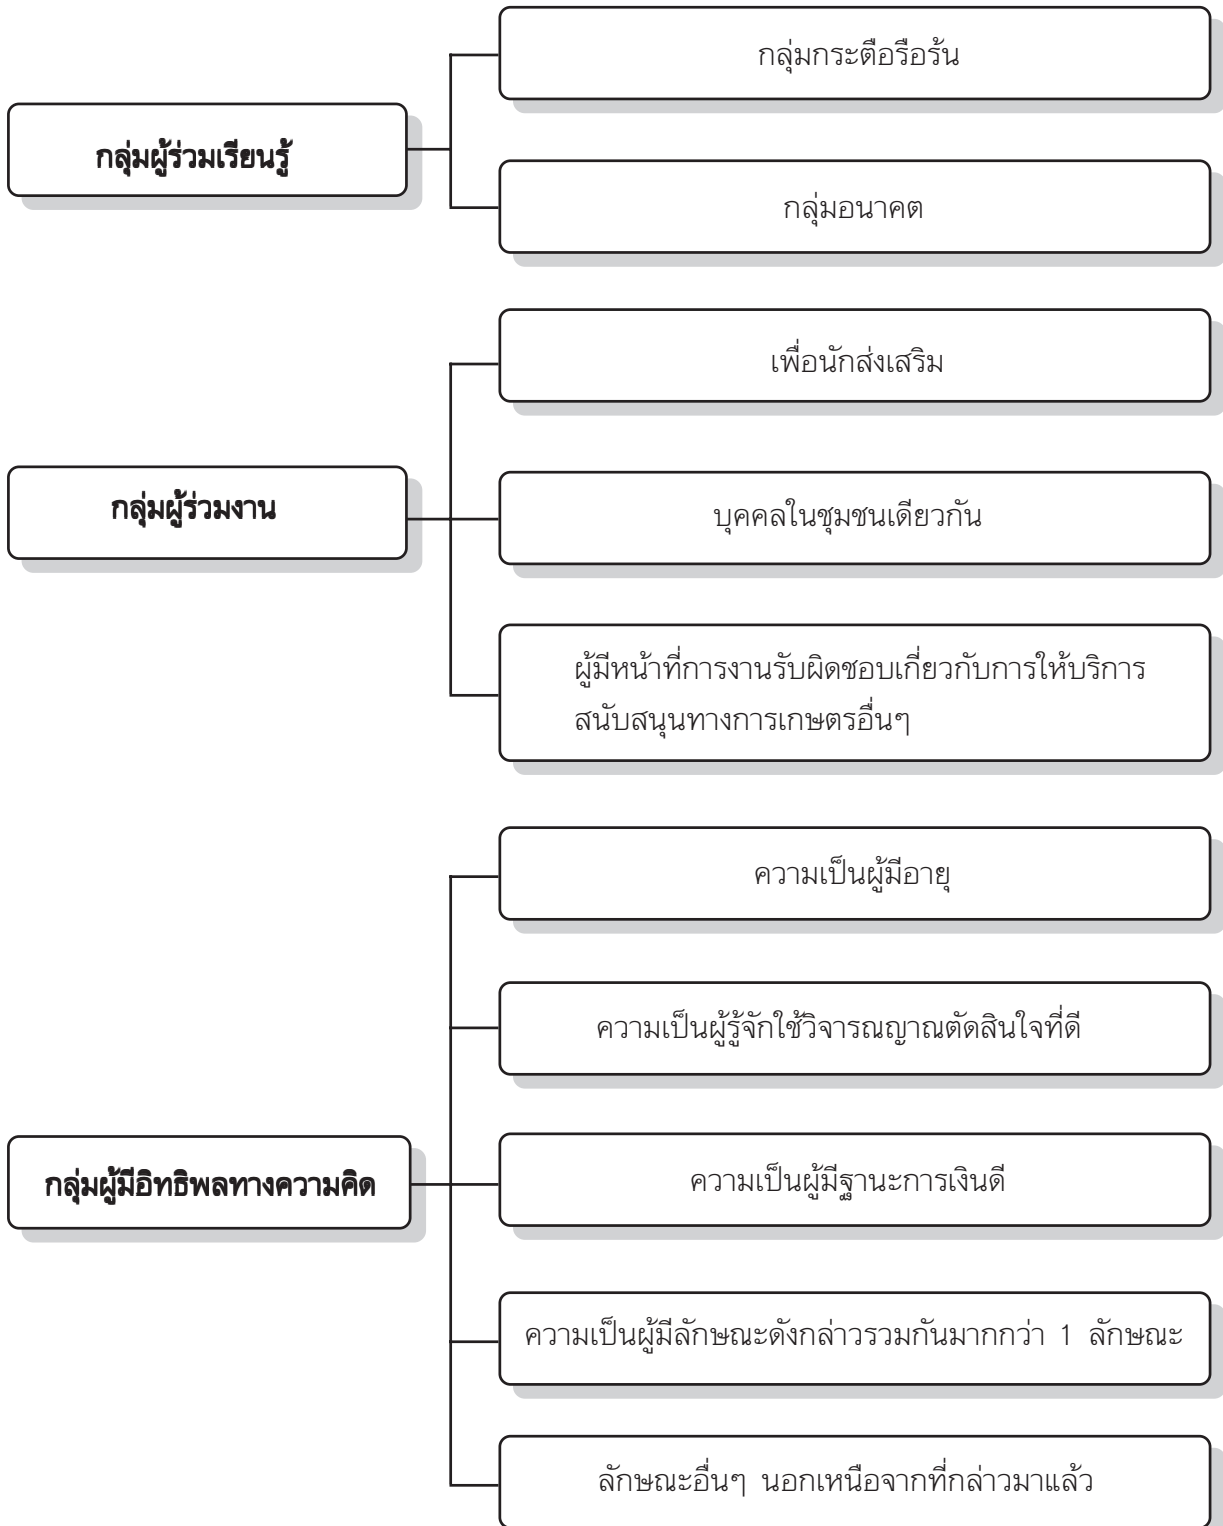 กลุ่มผู้ร่วมเรียนรู้
กลุ่มกระตือรือร้น
กลุ่มอนาคต
กลุ่มผู้ร่วมงาน
เพื่อนักส่งเสริม
บุคคลในชุมชนเดียวกัน
ผู้มีหน้าที่การงานรับผิดชอบเกี่ยวกับการให้บริการ
สนับสนุนทางการเกษตรอื่นๆ
กลุ่มผู้มีอิทธิพลทางความคิด
ความเป็นผู้มีอายุ
ความเป็นผู้รู้จักใช้วิจารณญาณตัดสินใจที่ดี
ความเป็นผู้มีฐานะการเงินดี
ความเป็นผู้มีลักษณะดังกล่าวรวมกันมากกว่า 1 ลักษณะ
ลักษณะอื่นๆ นอกเหนือจากที่กล่าวมาแล้ว